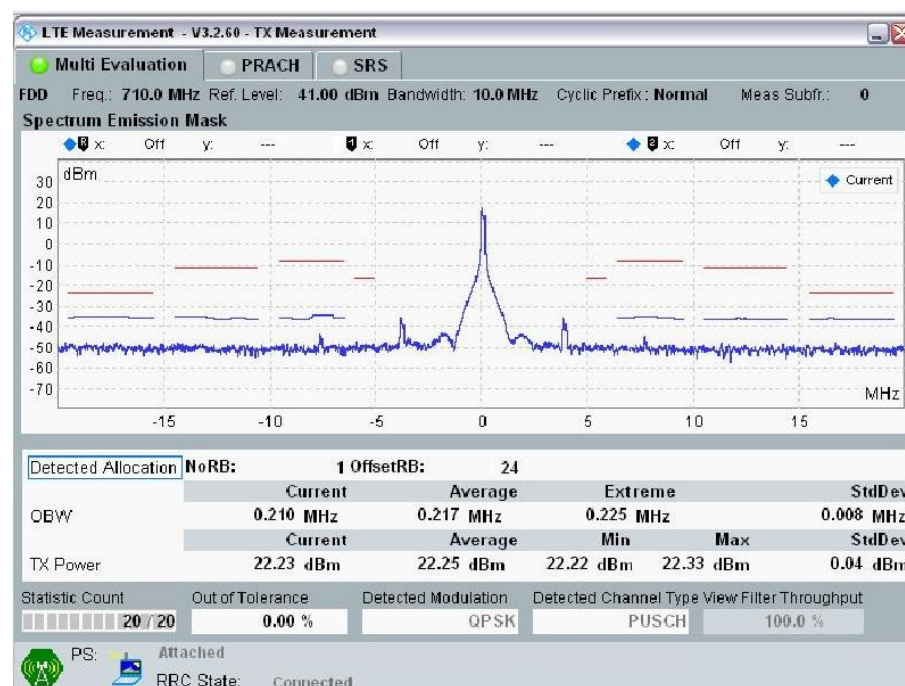 LTE Measurement - V3.2.60 - TX Measurement
Multi Evaluation PRACH SRS
FDD Freq.: 710.0 MHz Ref. Level: 41.00 dBm Bandwidth: 10.0 MHz Cyclic Prefix: Normal Meas Subfr.: 0
Spectrum Emission Mask
R x: Off y: --- 1 x: Off y: --- 2 x: Off y: ---
dBm
Current
30
20
10
0
-10
-20
-30
-40
-50
-60
-70
MHz
-15 -10 -5 0 5 10 15
Detected Allocation NoRB: 1 OffsetRB: 24
Current Average Extreme StdDev
OBW 0.210 MHz 0.217 MHz 0.225 MHz 0.008 MHz
Current Average Min Max StdDev
TX Power 22.23 dBm 22.25 dBm 22.22 dBm 22.33 dBm 0.04 dBm
Statistic Count Out of Tolerance Detected Modulation Detected Channel Type View Filter Throughput
20 / 20 0.00 % QPSK PUSCH 100.0 %
PS: Attached
RRC State: Connected